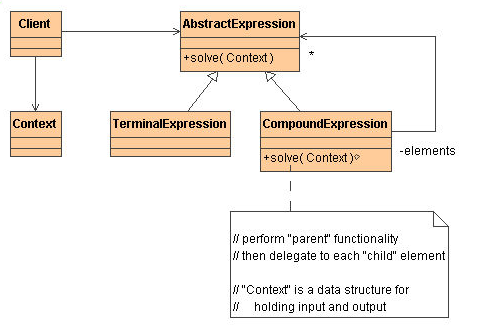 Client
AbstractExpression
+solve( Context )
*
Context
TerminalExpression
CompoundExpression
+solve( Context )
-elements
// perform "parent" functionality
// then delegate to each "child" element
// "Context" is a data structure for
// holding input and output